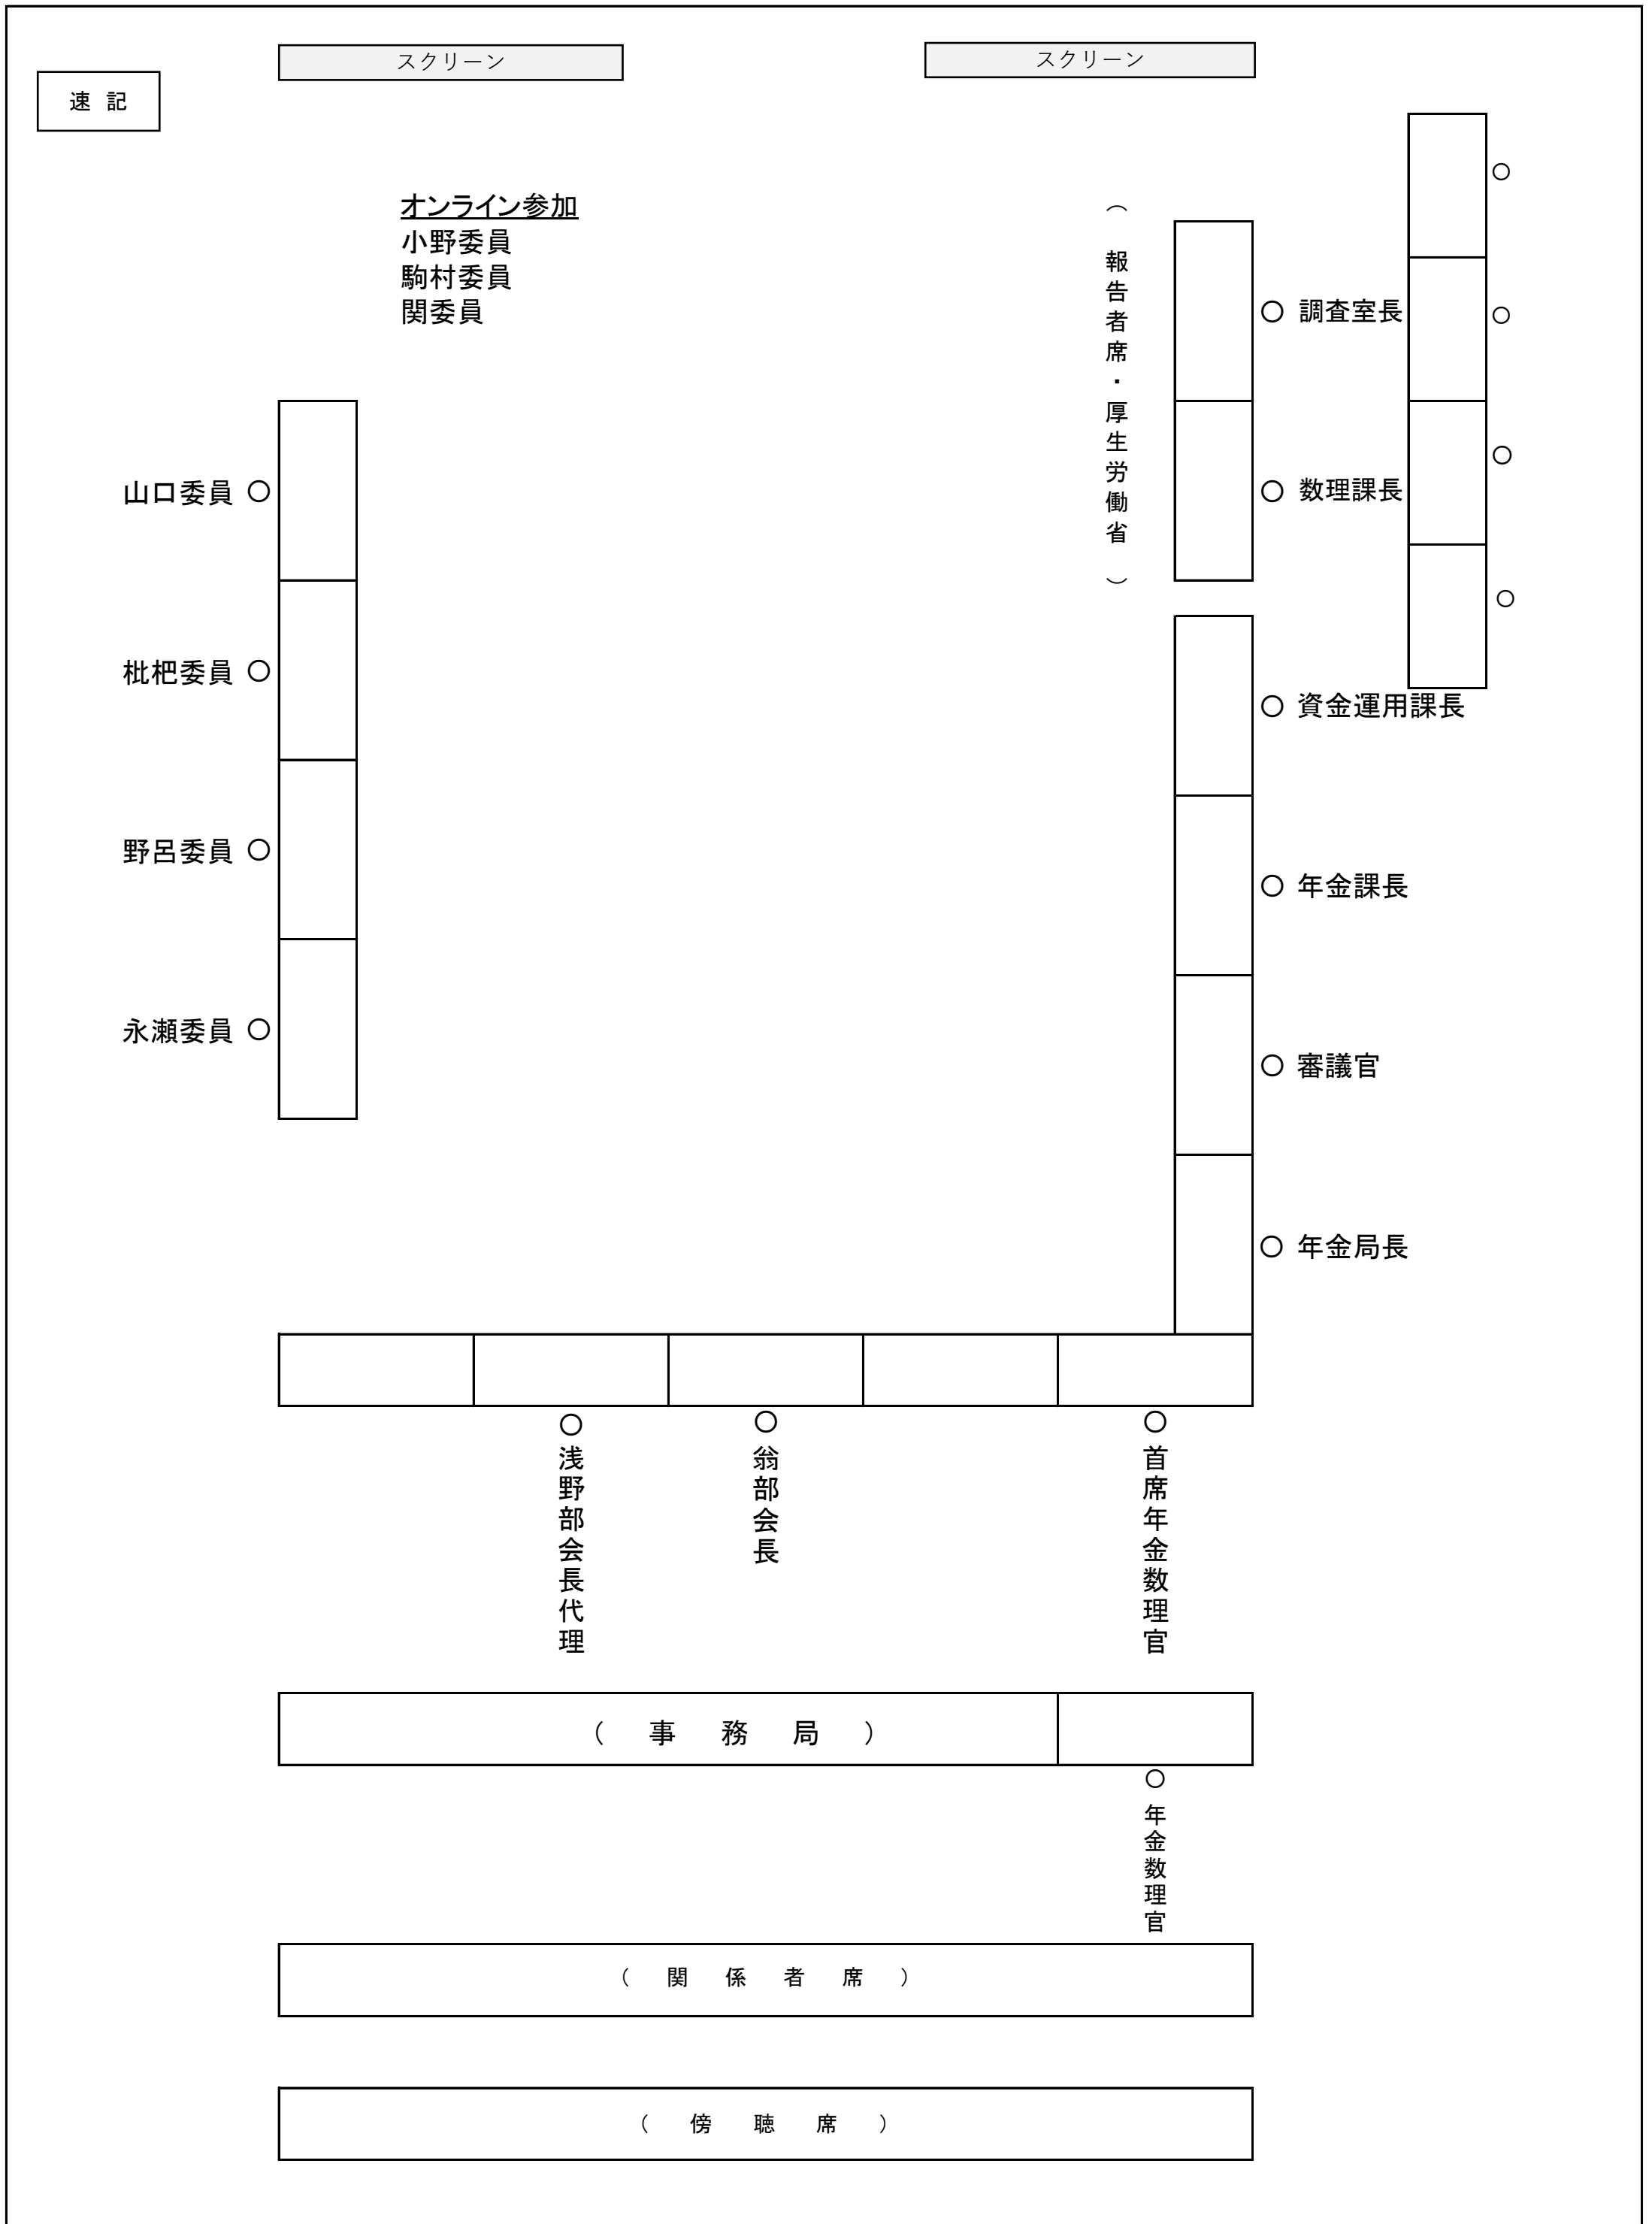 スクリーン
スクリーン
速 記
オンライン参加
小野委員
駒村委員
関委員
（ 報告者席・厚生労働省 ）
○ 調査室長
○ 数理課長
○
○
○
○
山口委員 ○
枇杷委員 ○
野呂委員 ○
永瀬委員 ○
○ 資金運用課長
○ 年金課長
○ 審議官
○ 年金局長
○浅野部会長代理
○翁部会長
○首席年金数理官
（ 事 務 局 ）
○年金数理官
（ 関 係 者 席 ）
（ 傍 聴 席 ）